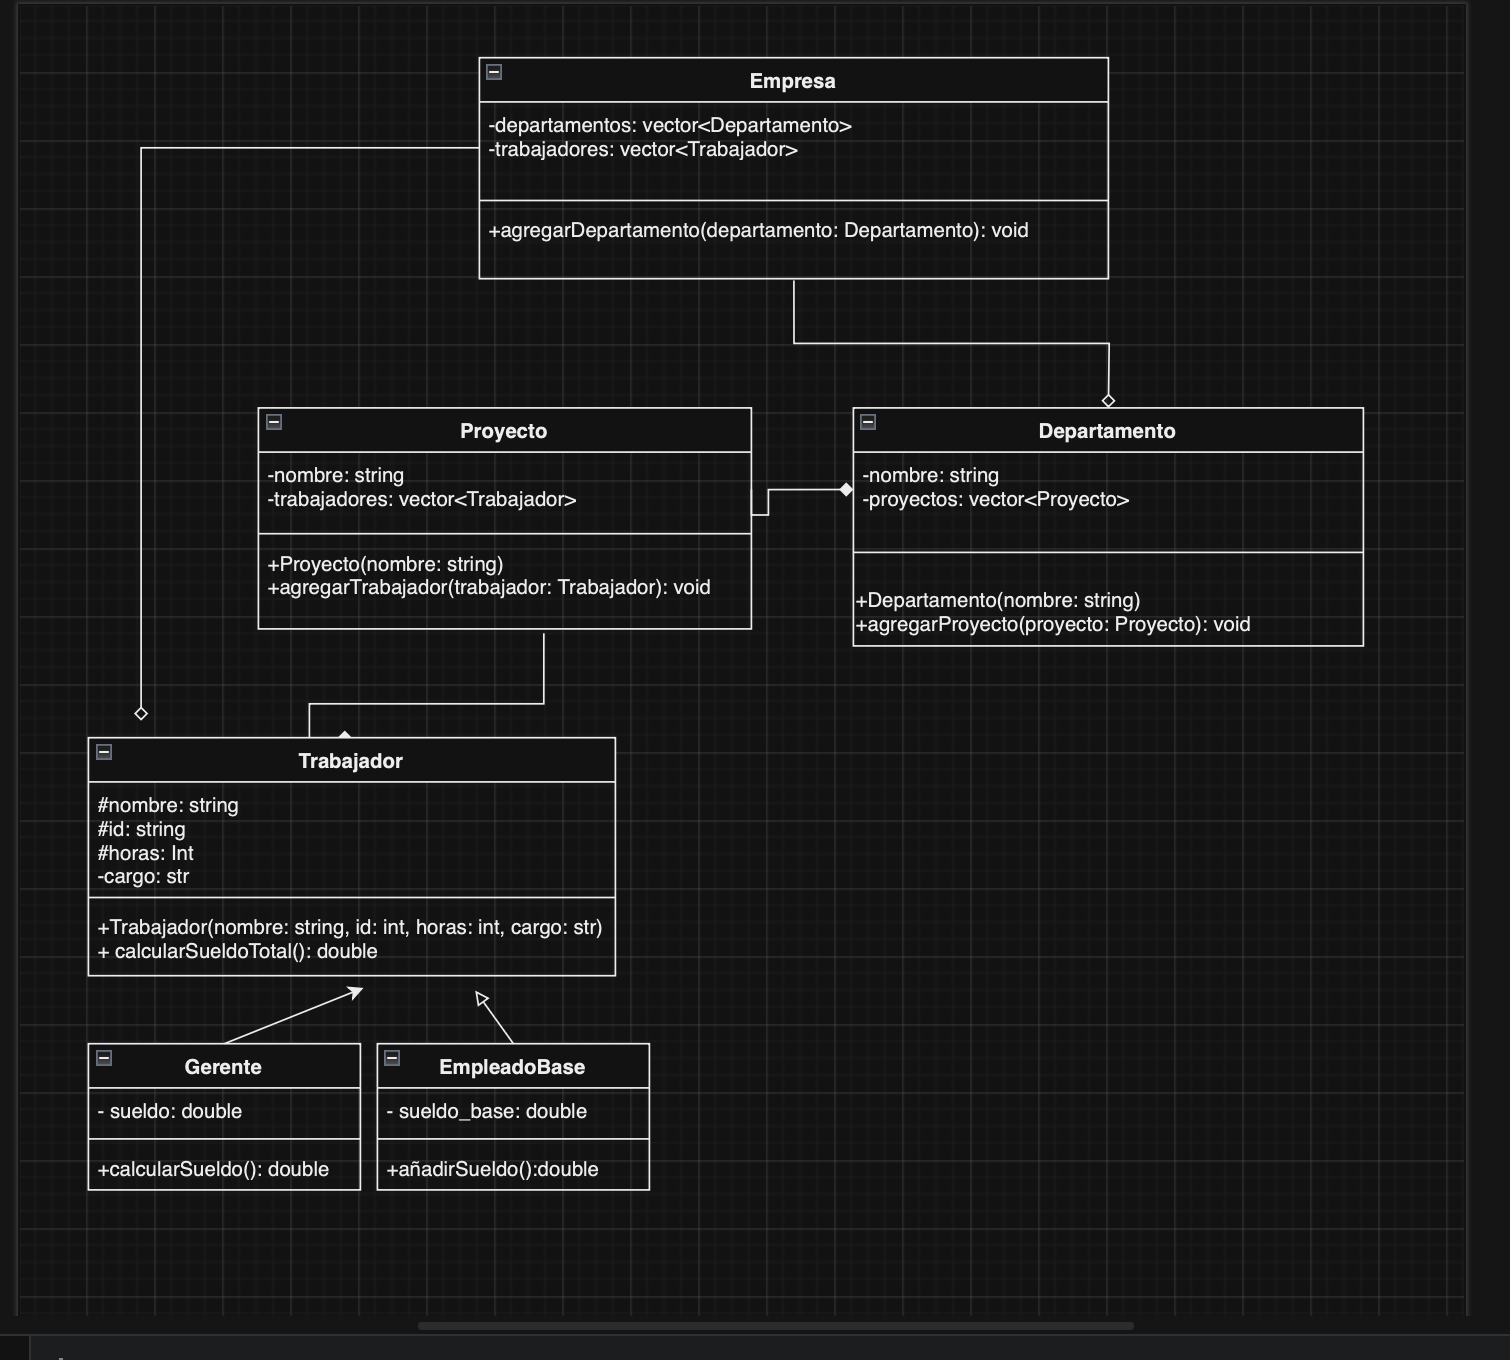 Empresa
-departamentos: vector<Departamento>
-trabajadores: vector<Trabajador>
+agregarDepartamento(departamento: Departamento): void
Proyecto
-nombre: string
-trabajadores: vector<Trabajador>
+Proyecto(nombre: string)
+agregarTrabajador(trabajador: Trabajador): void
Departamento
-nombre: string
-proyectos: vector<Proyecto>
+Departamento(nombre: string)
+agregarProyecto(proyecto: Proyecto): void
Trabajador
#nombre: string
#id: string
#horas: Int
-cargo: str
+Trabajador(nombre: string, id: int, horas: int, cargo: str)
+ calcularSueldoTotal(): double
Gerente
- sueldo: double
+calcularSueldo(): double
EmpleadoBase
- sueldo_base: double
+añadirSueldo():double